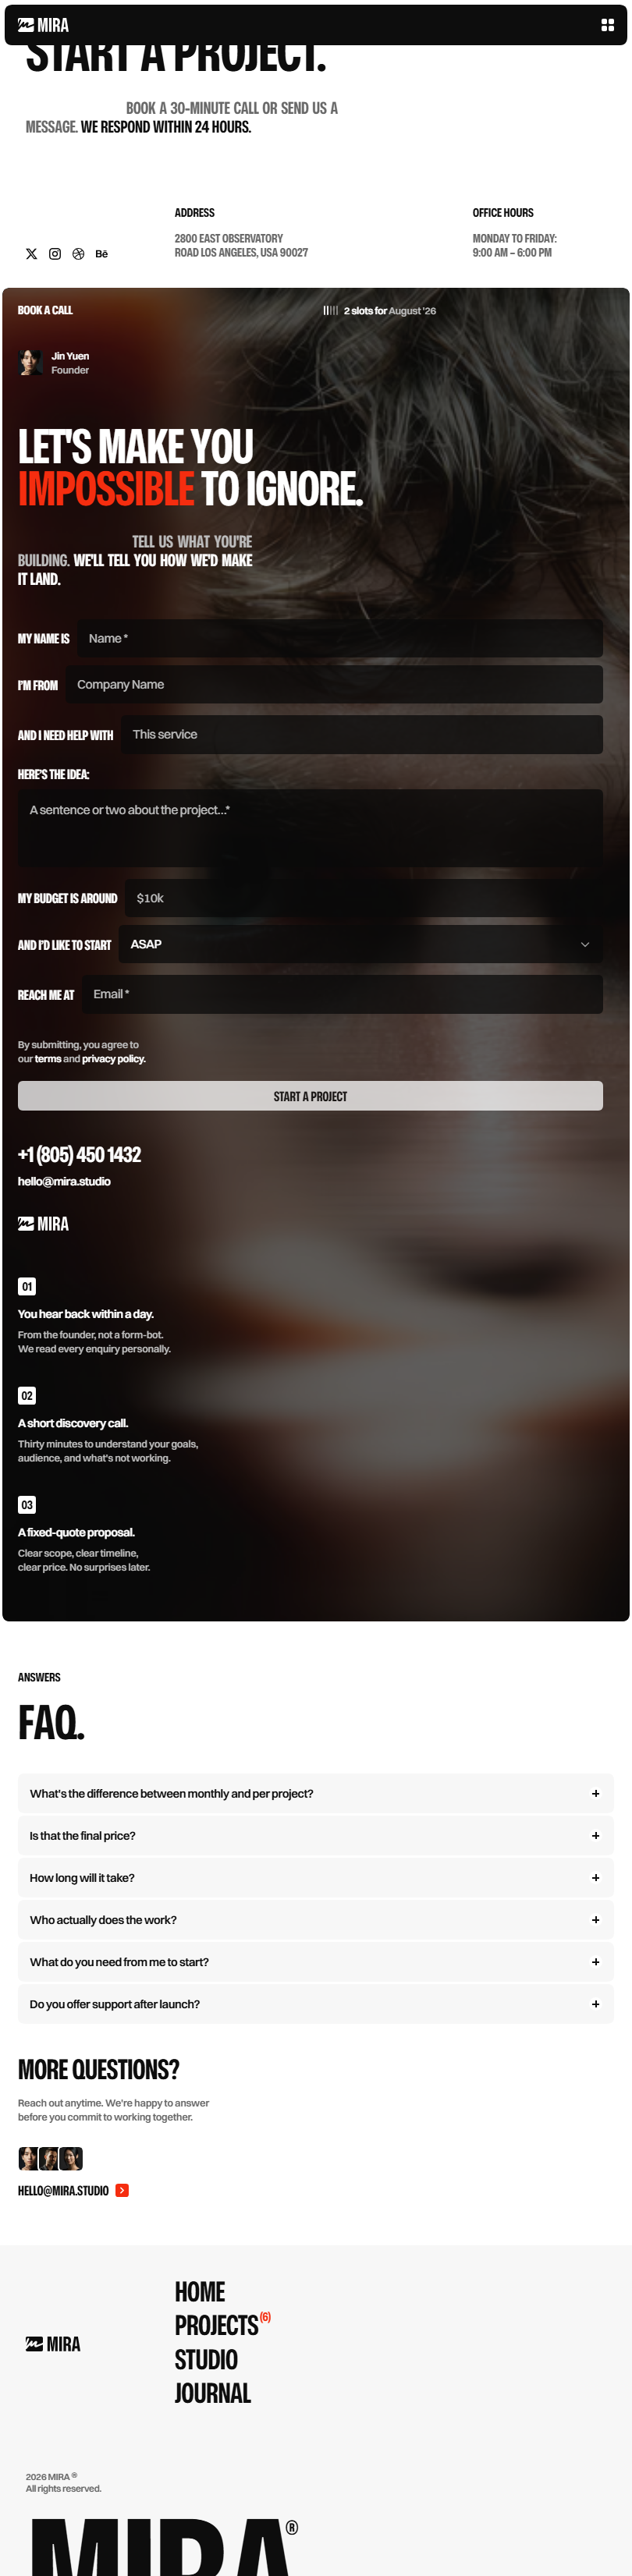 MIRA
START A PROJECT.
BOOK A 30-MINUTE CALL OR SEND US A
MESSAGE. WE RESPOND WITHIN 24 HOURS.
ADDRESS
2800 EAST OBSERVATORY
ROAD LOS ANGELES, USA 90027
OFFICE HOURS
MONDAY TO FRIDAY:
9:00 AM – 6:00 PM
Bē
BOOK A CALL
2 slots for August '26
Jin Yuen
Founder
LET'S MAKE YOU
IMPOSSIBLE TO IGNORE.
TELL US WHAT YOU'RE
BUILDING. WE'LL TELL YOU HOW WE'D MAKE
IT LAND.
MY NAME IS
Name *
I'M FROM
Company Name
AND I NEED HELP WITH
This service
HERE'S THE IDEA:
A sentence or two about the project...*
MY BUDGET IS AROUND
$10k
AND I'D LIKE TO START
ASAP
REACH ME AT
Email *
By submitting, you agree to
our terms and privacy policy.
START A PROJECT
+1 (805) 450 1432
hello@mira.studio
MIRA
01
You hear back within a day.
From the founder, not a form-bot.
We read every enquiry personally.
02
A short discovery call.
Thirty minutes to understand your goals,
audience, and what's not working.
03
A fixed-quote proposal.
Clear scope, clear timeline,
clear price. No surprises later.
ANSWERS
FAQ.
What's the difference between monthly and per project?
Is that the final price?
How long will it take?
Who actually does the work?
What do you need from me to start?
Do you offer support after launch?
MORE QUESTIONS?
Reach out anytime. We're happy to answer
before you commit to working together.
HELLO@MIRA.STUDIO
HOME
PROJECTS (6)
STUDIO
JOURNAL
MIRA
2026 MIRA ®
All rights reserved.
MIRA ®